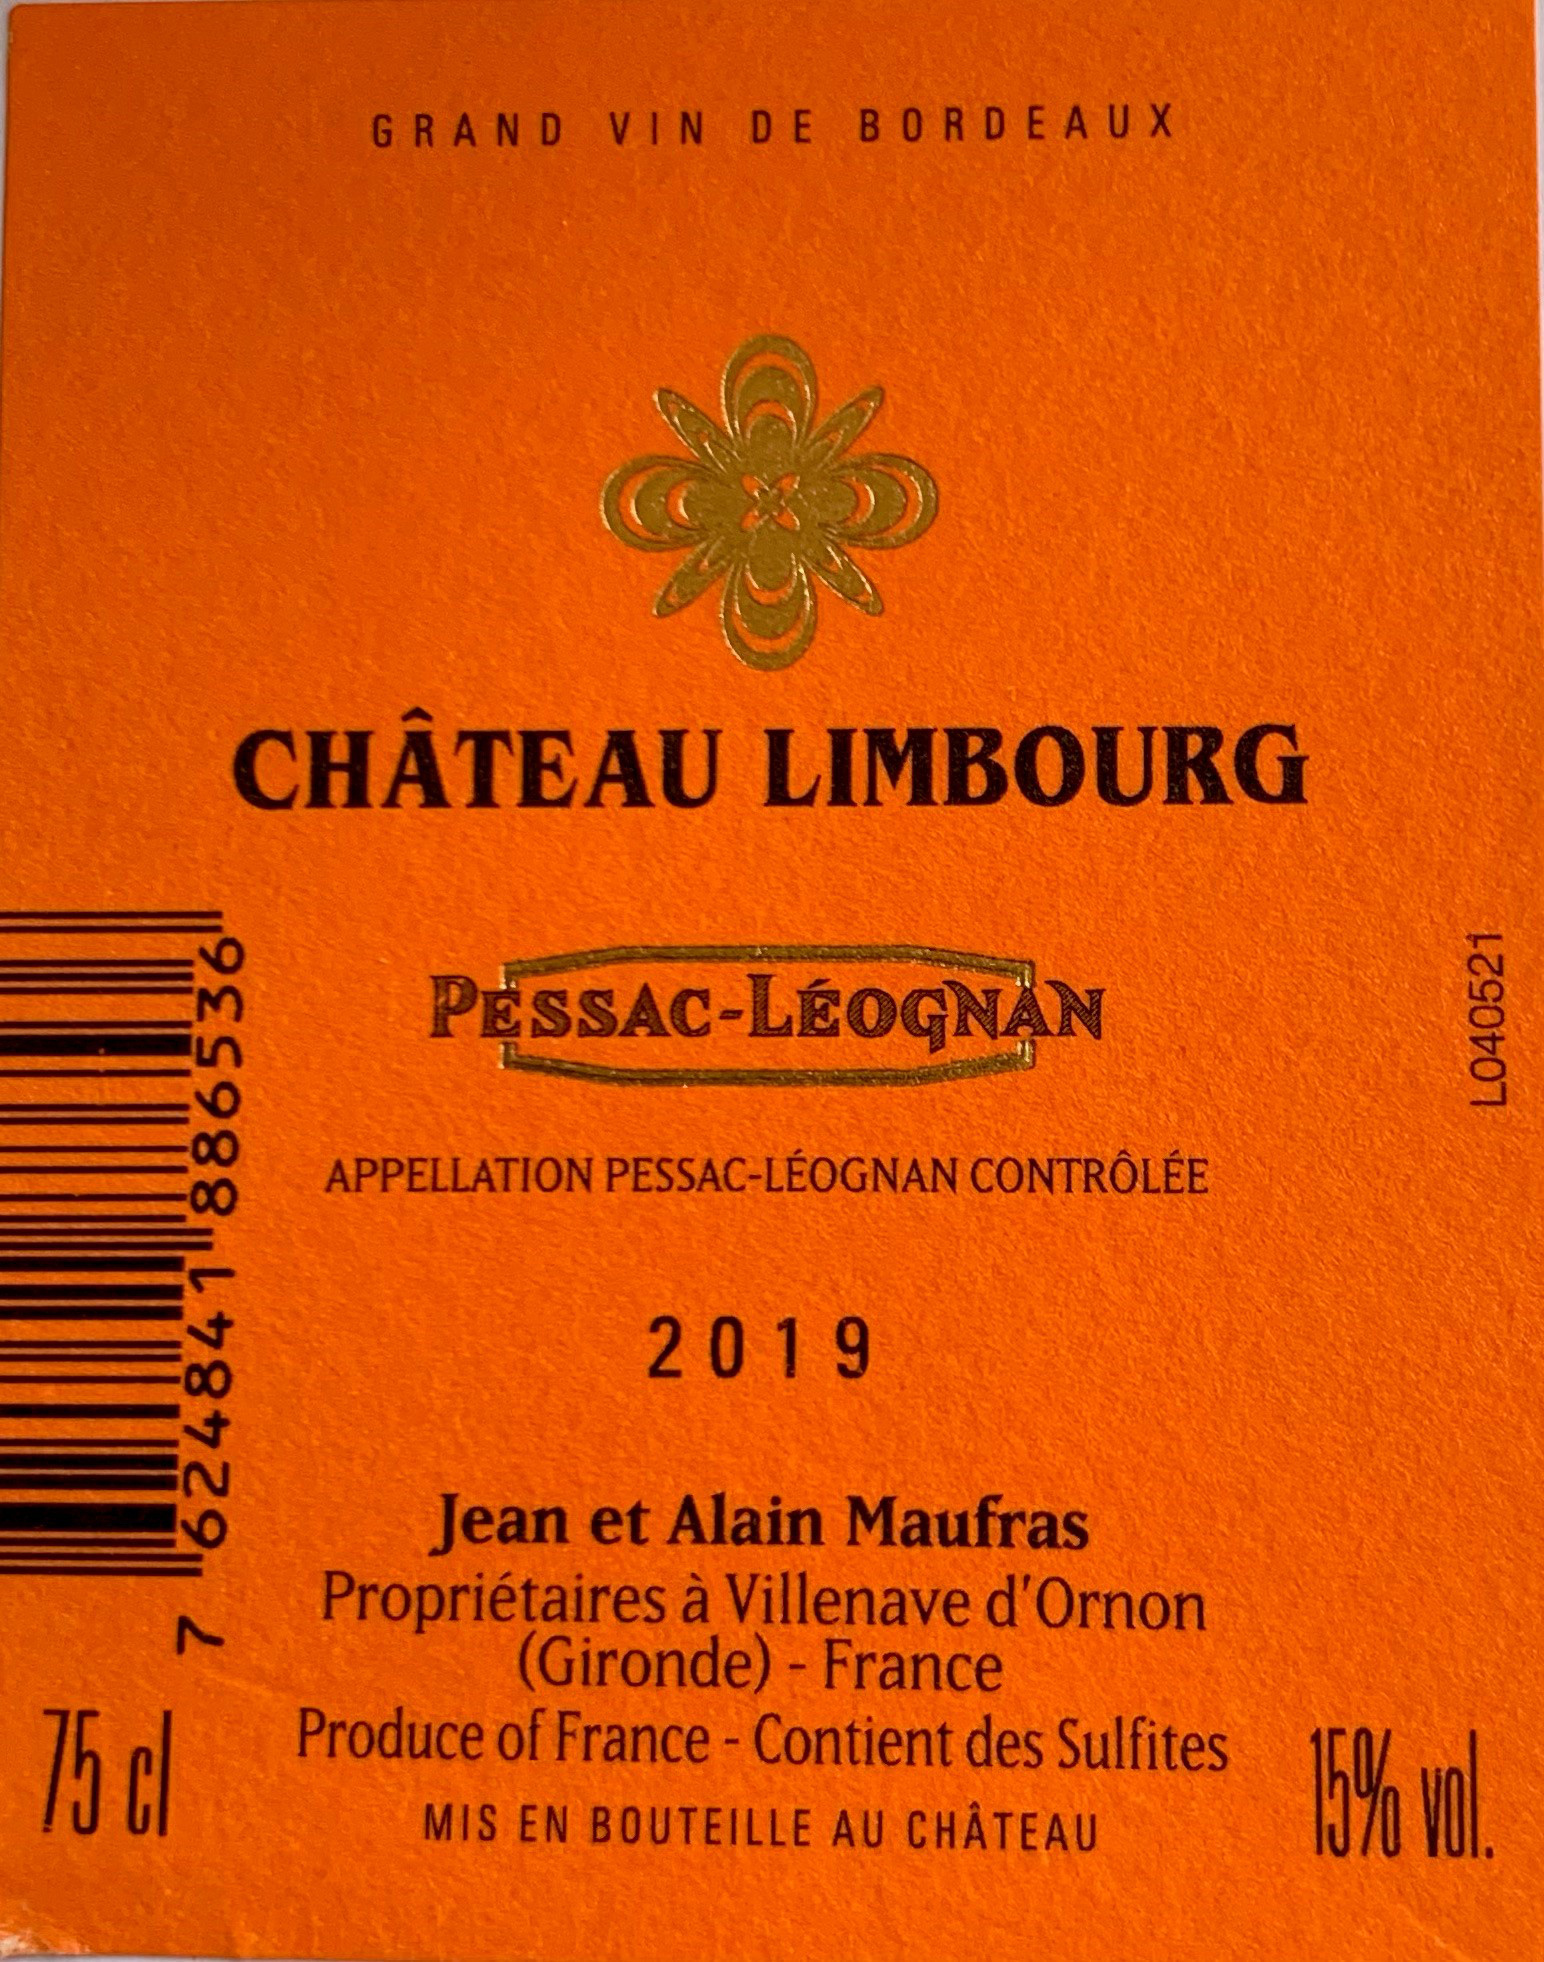 GRAND VIN DE BORDEAUX
CHÂTEAU LIMBOURG
PESSAC-LÉOGNAN
APPELLATION PESSAC-LÉOGNAN CONTRÔLÉE
2019
Jean et Alain Maufras
Propriétaires à Villenave d'Ornon
(Gironde) - France
Produce of France - Contient des Sulfites
MIS EN BOUTEILLE AU CHÂTEAU
75 cl
15% vol.
7 624841 886536
L040521